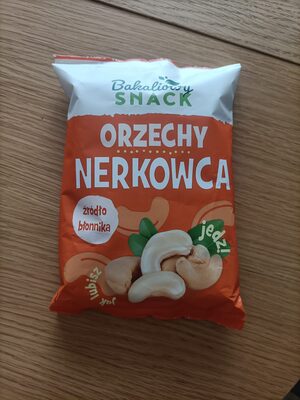 Bakaliowy
SNACK
ORZECHY
NERKOWCA
źródło
błonnika
jak lubisz
jedz!